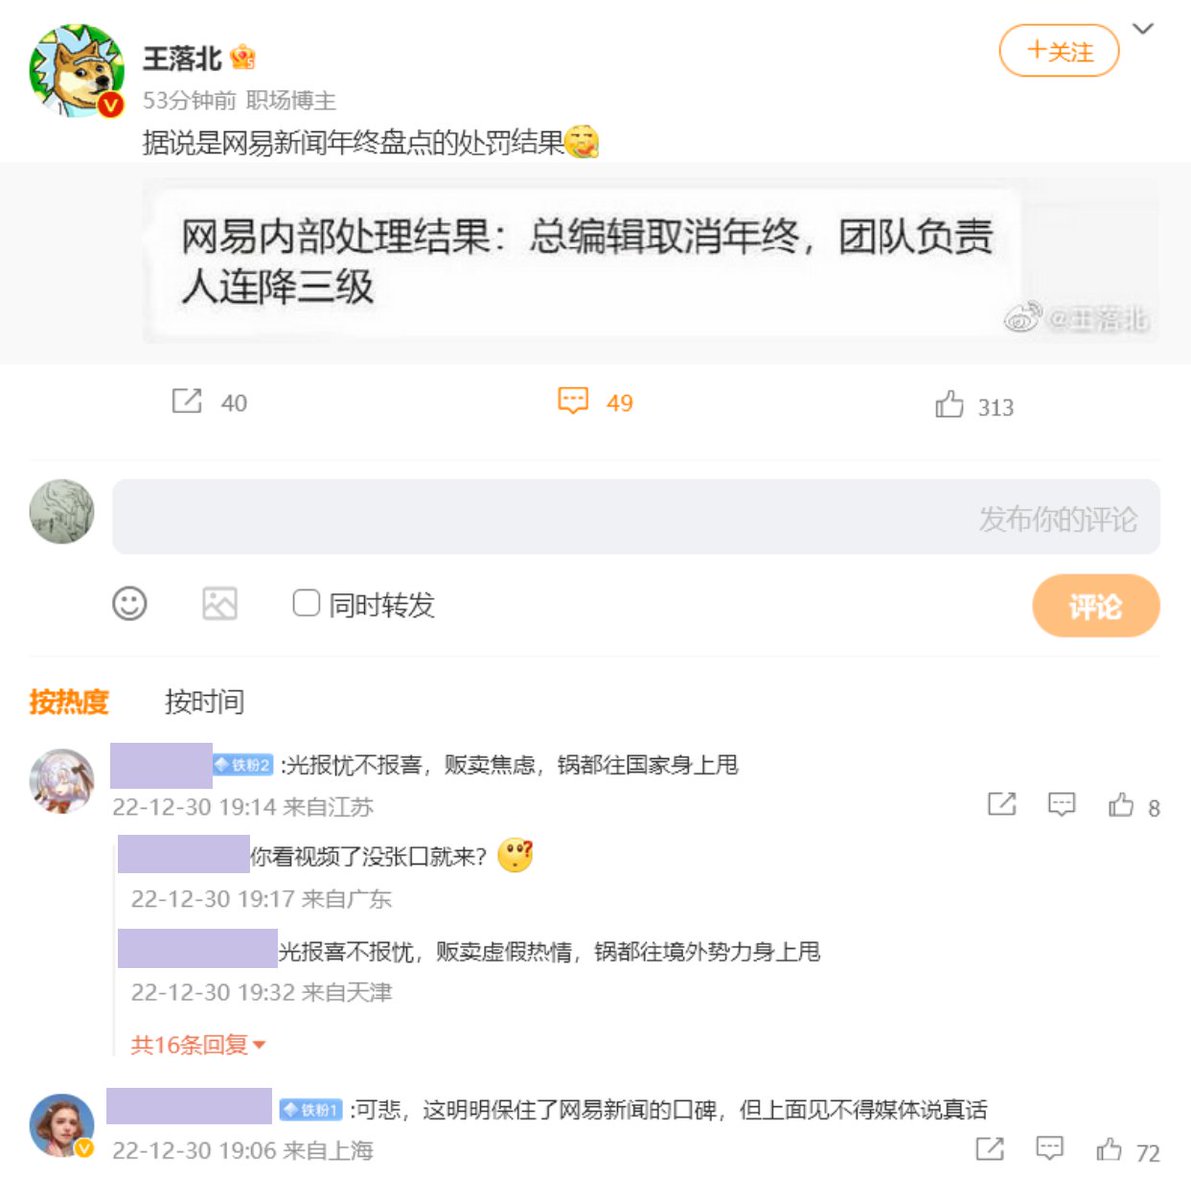 王落北
+关注
53分钟前 职场博主
据说是网易新闻年终盘点的处罚结果
网易内部处理结果：总编辑取消年终，团队负责
人连降三级
@王落北
40
49
313
发布你的评论
同时转发
评论
按热度 按时间
铁粉2 :光报忧不报喜，贩卖焦虑，锅都往国家身上甩
22-12-30 19:14 来自江苏
8
你看视频了没张口就来？
22-12-30 19:17 来自广东
光报喜不报忧，贩卖虚假热情，锅都往境外势力身上甩
22-12-30 19:32 来自天津
共16条回复
铁粉1 :可悲，这明明保住了网易新闻的口碑，但上面见不得媒体说真话
22-12-30 19:06 来自上海
72